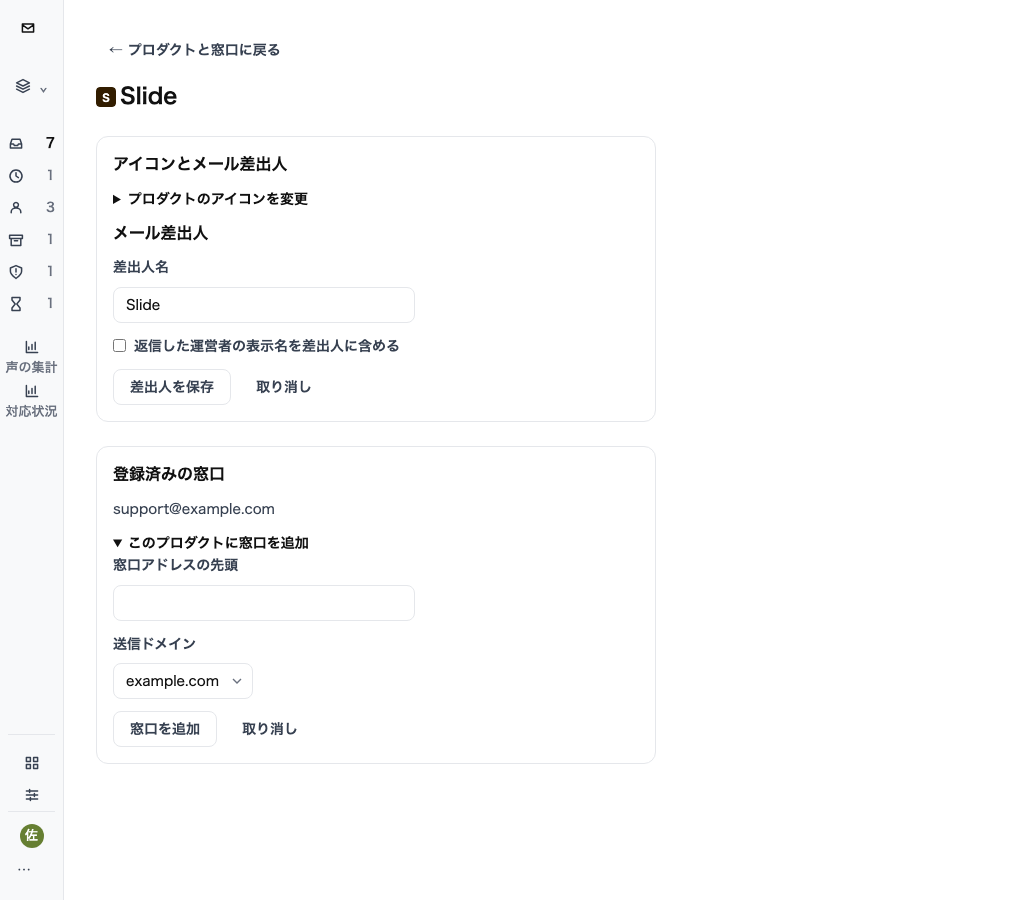 ← プロダクトと窓口に戻る
S Slide
7
1
3
1
1
1
声の集計
対応状況
アイコンとメール差出人
▶ プロダクトのアイコンを変更
メール差出人
差出人名
Slide
返信した運営者の表示名を差出人に含める
差出人を保存 取り消し
登録済みの窓口
support@example.com
▼ このプロダクトに窓口を追加
窓口アドレスの先頭
送信ドメイン
example.com
窓口を追加 取り消し
佐
…